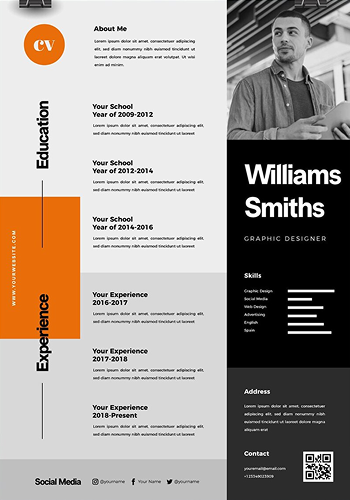 cv
About Me
Lorem ipsum dolor sit amet, consectetuer adipiscing
elit, sed diam nonummy nibh euismod tincidunt ut
laoreet dolore magna aliquam erat volutpat. Ut wisi
enim ad minim.
Education
Your School
Year of 2009-2012
Lorem ipsum dolor sit amet, consectetuer adipiscing elit, sed
diam nonummy nibh euismod tincidunt ut laoreet
Your School
Year of 2012-2014
Lorem ipsum dolor sit amet, consectetuer adipiscing elit, sed
diam nonummy nibh euismod tincidunt ut laoreet
Your School
Year of 2014-2016
Lorem ipsum dolor sit amet, consectetuer adipiscing elit, sed
diam nonummy nibh euismod tincidunt ut laoreet
WWW.YOURWEBSITE.COM
Experience
Your Experience
2016-2017
Lorem ipsum dolor sit amet, consectetuer adipiscing elit, sed
diam nonummy nibh euismod tincidunt ut laoreet
Your Experience
2017-2018
Lorem ipsum dolor sit amet, consectetuer adipiscing elit, sed
diam nonummy nibh euismod tincidunt ut laoreet
Your Experience
2018-Present
Lorem ipsum dolor sit amet, consectetuer adipiscing elit, sed
diam nonummy nibh euismod tincidunt ut laoreet
Social Media
@yourname
Your Name
@yourname
Williams
Smiths
GRAPHIC DESIGNER
Skills
Graphic Design
Social Media
Web Design
Advertising
English
Spain
Address
Lorem ipsum dolor sit amet, consectetuer
adipiscing elit, sed diam nonummy nibh
euismod tincidunt ut laoreet dolore magna
aliquam erat
Contact
youremail@email.com
+123349023309